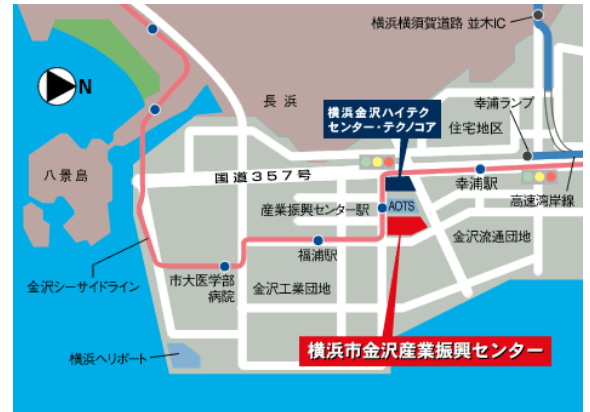 横浜横須賀道路 並木IC
N
長浜
横浜金沢ハイテク
センター・テクノコア
住宅地区
幸浦ランプ
八景島
国道357号
幸浦駅
高速湾岸線
産業振興センター駅
AOTS
金沢流通団地
福浦駅
市大医学部
病院
金沢工業団地
金沢シーサイドライン
横浜ヘリポート
横浜市金沢産業振興センター